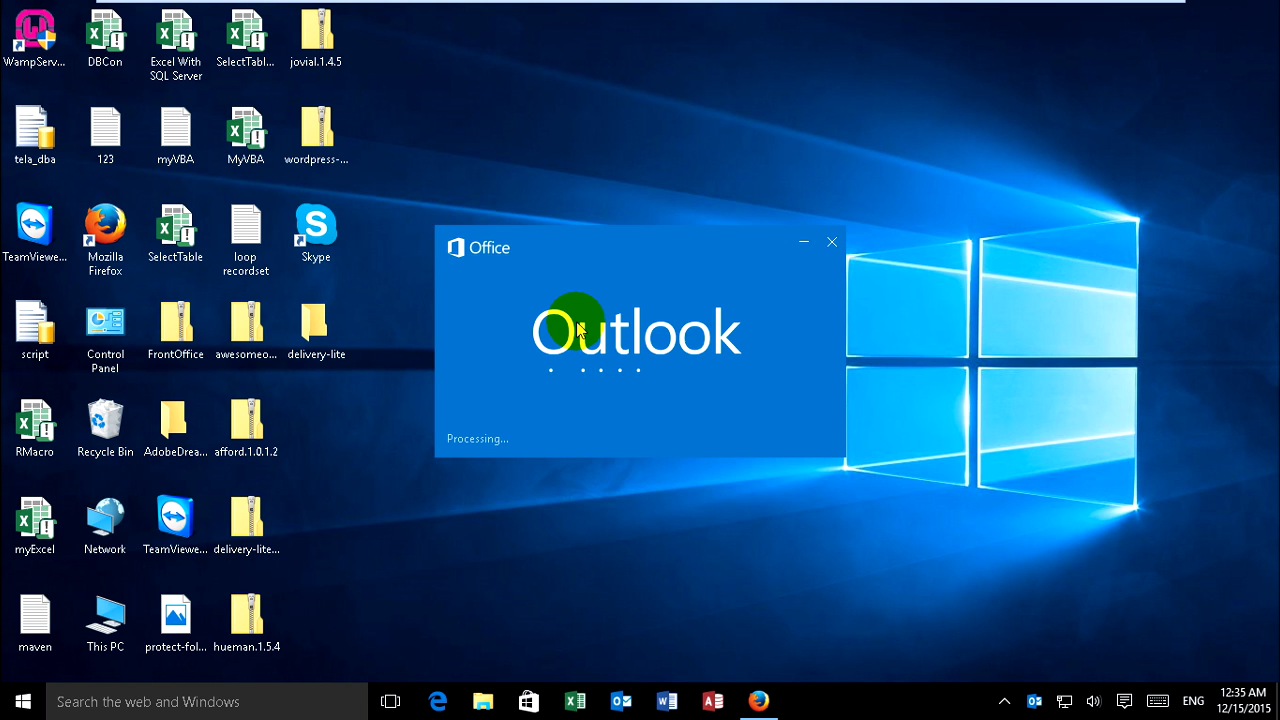 WampServ...
DBCon
Excel With
SQL Server
SelectTabl...
jovial.1.4.5
tela_dba
123
myVBA
MyVBA
wordpress-...
TeamViewe...
Mozilla
Firefox
SelectTable
loop
recordset
Skype
script
Control
Panel
FrontOffice
awesomeo...
delivery-lite
RMacro
Recycle Bin
AdobeDrea...
afford.1.0.1.2
myExcel
Network
TeamViewe...
delivery-lite...
maven
This PC
protect-fol...
hueman.1.5.4
Office
Outlook
Processing...
Search the web and Windows
ENG
12:35 AM
12/15/2015